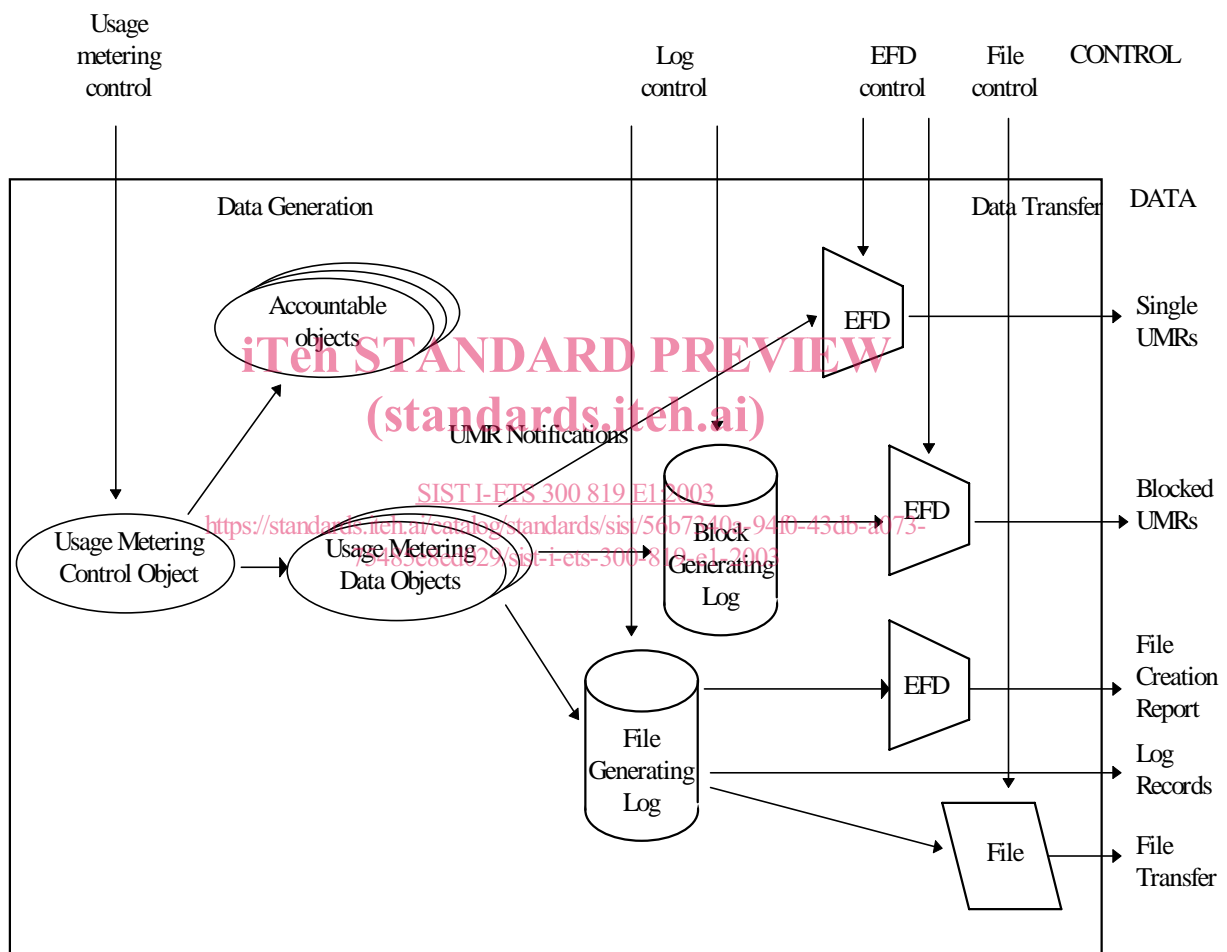 Usage
metering
control
Log
control
EFD
control
File
control
CONTROL
Data Generation
Data Transfer
DATA
Accountable
objects
EFD
Single
UMRs
iTeh STANDARD PREVIEW
(standards.iteh.ai)
UMR Notifications
SIST I-ETS 300 819 E1:2003
Usage Metering
Control Object
Usage Metering
Data Objects
Block
Generating
Log
EFD
Blocked
UMRs
File
Generating
Log
EFD
File
Creation
Report
Log
Records
File
File
Transfer